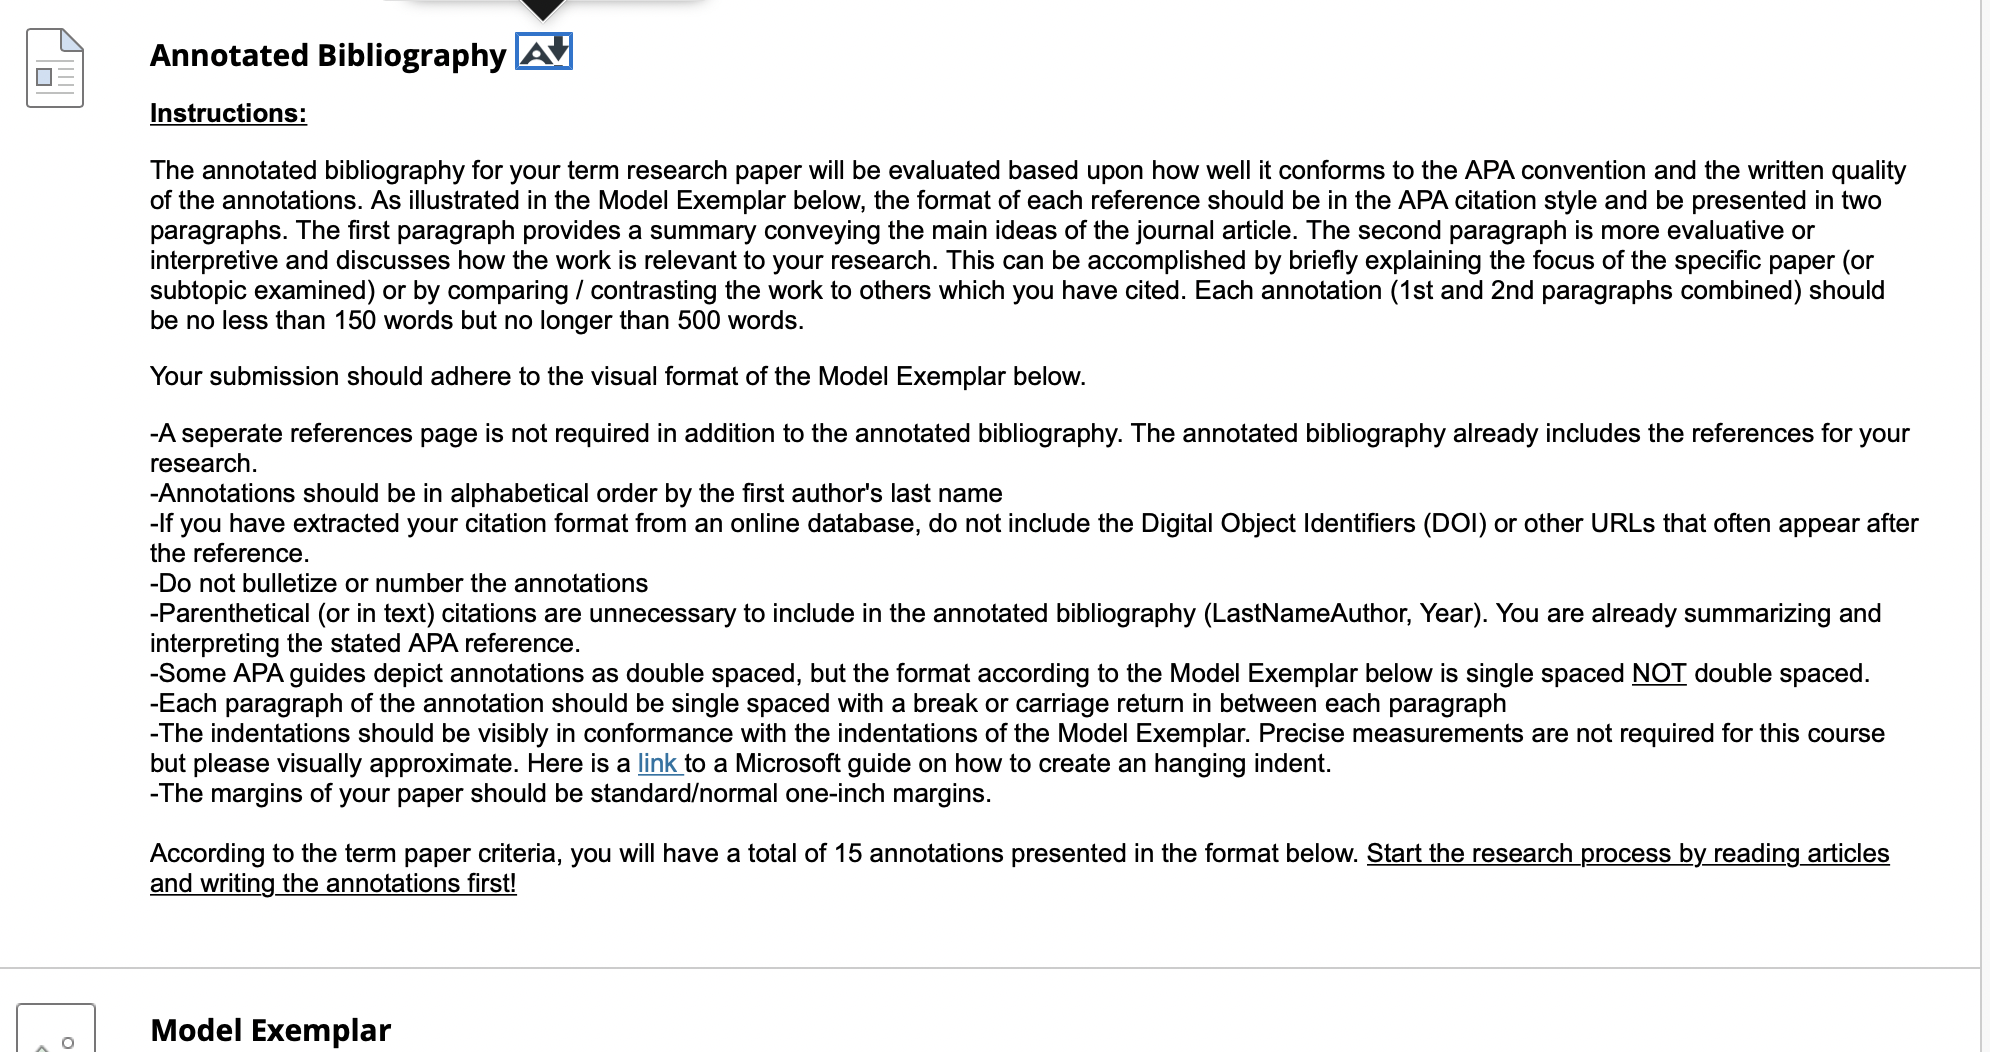 Annotated Bibliography
Instructions:
The annotated bibliography for your term research paper will be evaluated based upon how well it conforms to the APA convention and the written quality
of the annotations. As illustrated in the Model Exemplar below, the format of each reference should be in the APA citation style and be presented in two
paragraphs. The first paragraph provides a summary conveying the main ideas of the journal article. The second paragraph is more evaluative or
interpretive and discusses how the work is relevant to your research. This can be accomplished by briefly explaining the focus of the specific paper (or
subtopic examined) or by comparing / contrasting the work to others which you have cited. Each annotation (1st and 2nd paragraphs combined) should
be no less than 150 words but no longer than 500 words.
Your submission should adhere to the visual format of the Model Exemplar below.
-A seperate references page is not required in addition to the annotated bibliography. The annotated bibliography already includes the references for your
research.
-Annotations should be in alphabetical order by the first author's last name
-If you have extracted your citation format from an online database, do not include the Digital Object Identifiers (DOI) or other URLs that often appear after
the reference.
-Do not bulletize or number the annotations
-Parenthetical (or in text) citations are unnecessary to include in the annotated bibliography (LastNameAuthor, Year). You are already summarizing and
interpreting the stated APA reference.
-Some APA guides depict annotations as double spaced, but the format according to the Model Exemplar below is single spaced NOT double spaced.
-Each paragraph of the annotation should be single spaced with a break or carriage return in between each paragraph
-The indentations should be visibly in conformance with the indentations of the Model Exemplar. Precise measurements are not required for this course
but please visually approximate. Here is a link to a Microsoft guide on how to create an hanging indent.
-The margins of your paper should be standard/normal one-inch margins.
According to the term paper criteria, you will have a total of 15 annotations presented in the format below. Start the research process by reading articles
and writing the annotations first!
Model Exemplar